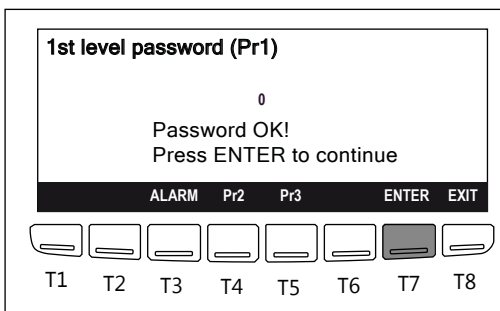 1st level password (Pr1)
0
Password OK!
Press ENTER to continue
ALARM Pr2 Pr3 ENTER EXIT
T1 T2 T3 T4 T5 T6 T7 T8